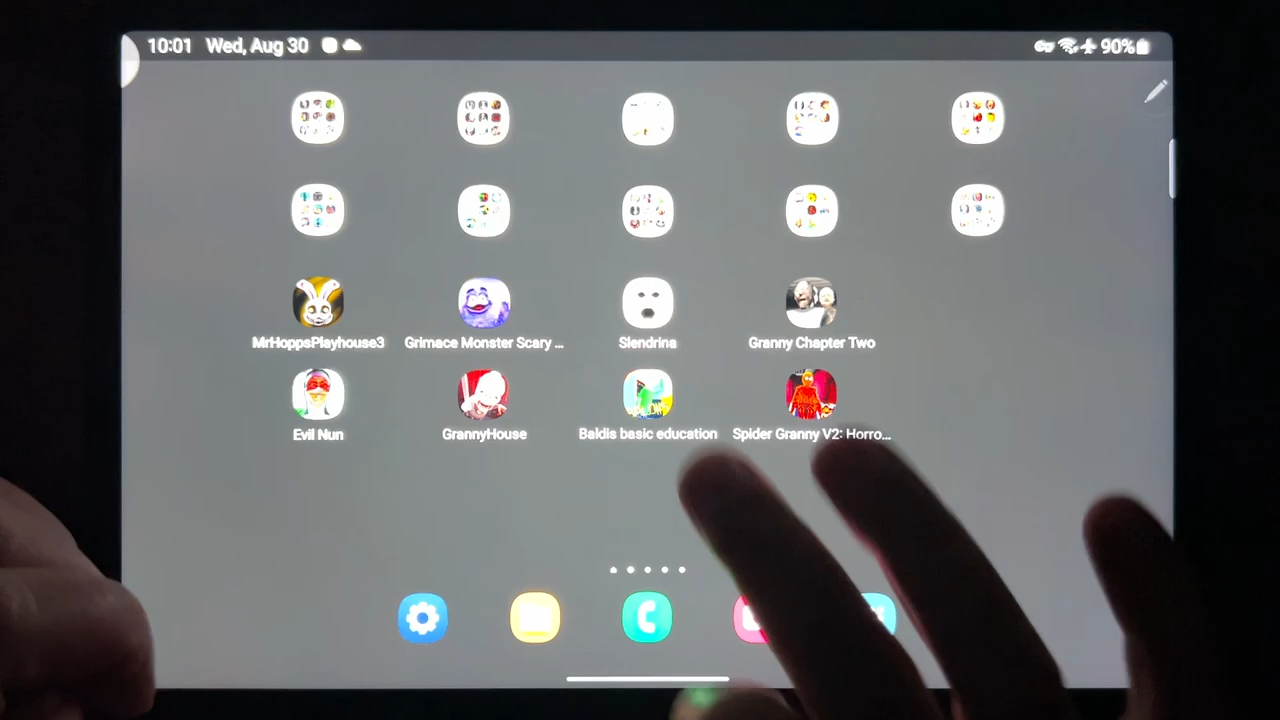 10:01 Wed, Aug 30 90%
MrHoppsPlayhouse3 Grimace Monster Scary ... Slendrina Granny Chapter Two
Evil Nun GrannyHouse Baldis basic education Spider Granny V2: Horro...